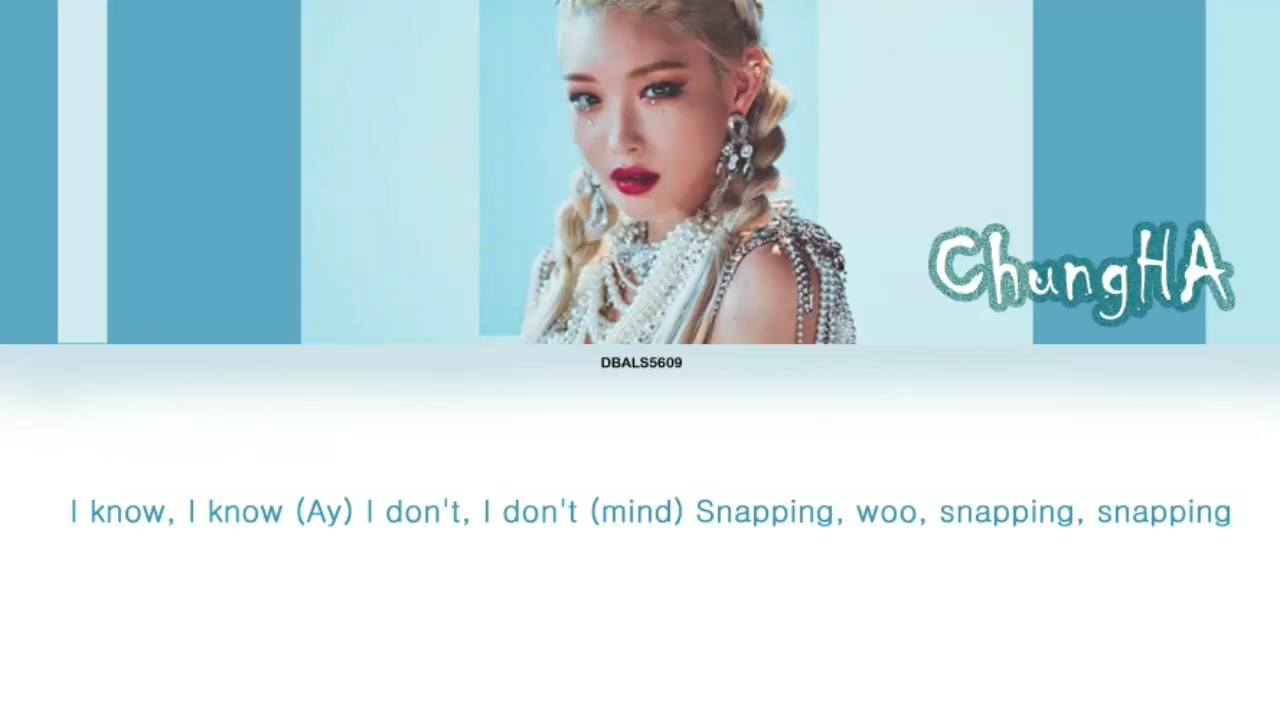 ChungHA
DBALS5609
I know, I know (Ay) I don't, I don't (mind) Snapping, woo, snapping, snapping